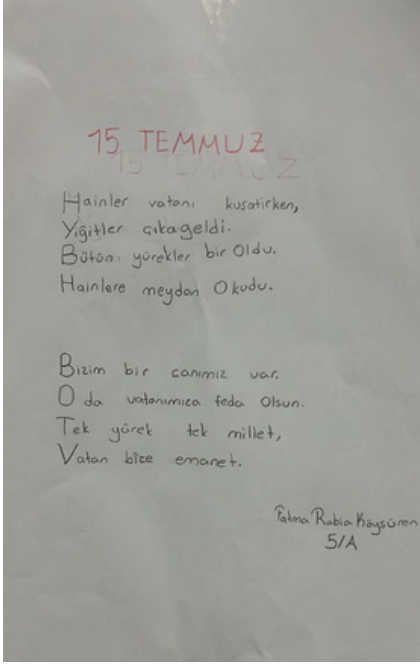 15 TEMMUZ
Hainler vatanı kuşatırken,
Yiğitler çıkageldi.
Bütün yürekler bir Oldu.
Hainlere meydan Okudu.
Bizim bir canımız var.
O da vatanımıza feda Olsun.
Tek yürek tek millet,
Vatan bize emanet.
Fatma Rabia Köysüren
5/A